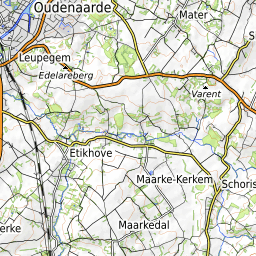 Oudenaarde
Mater
S
Leupegem
Edelareberg
Varent
Etikhove
Maarke-Kerkem
Schoris
Maarkedal
erke